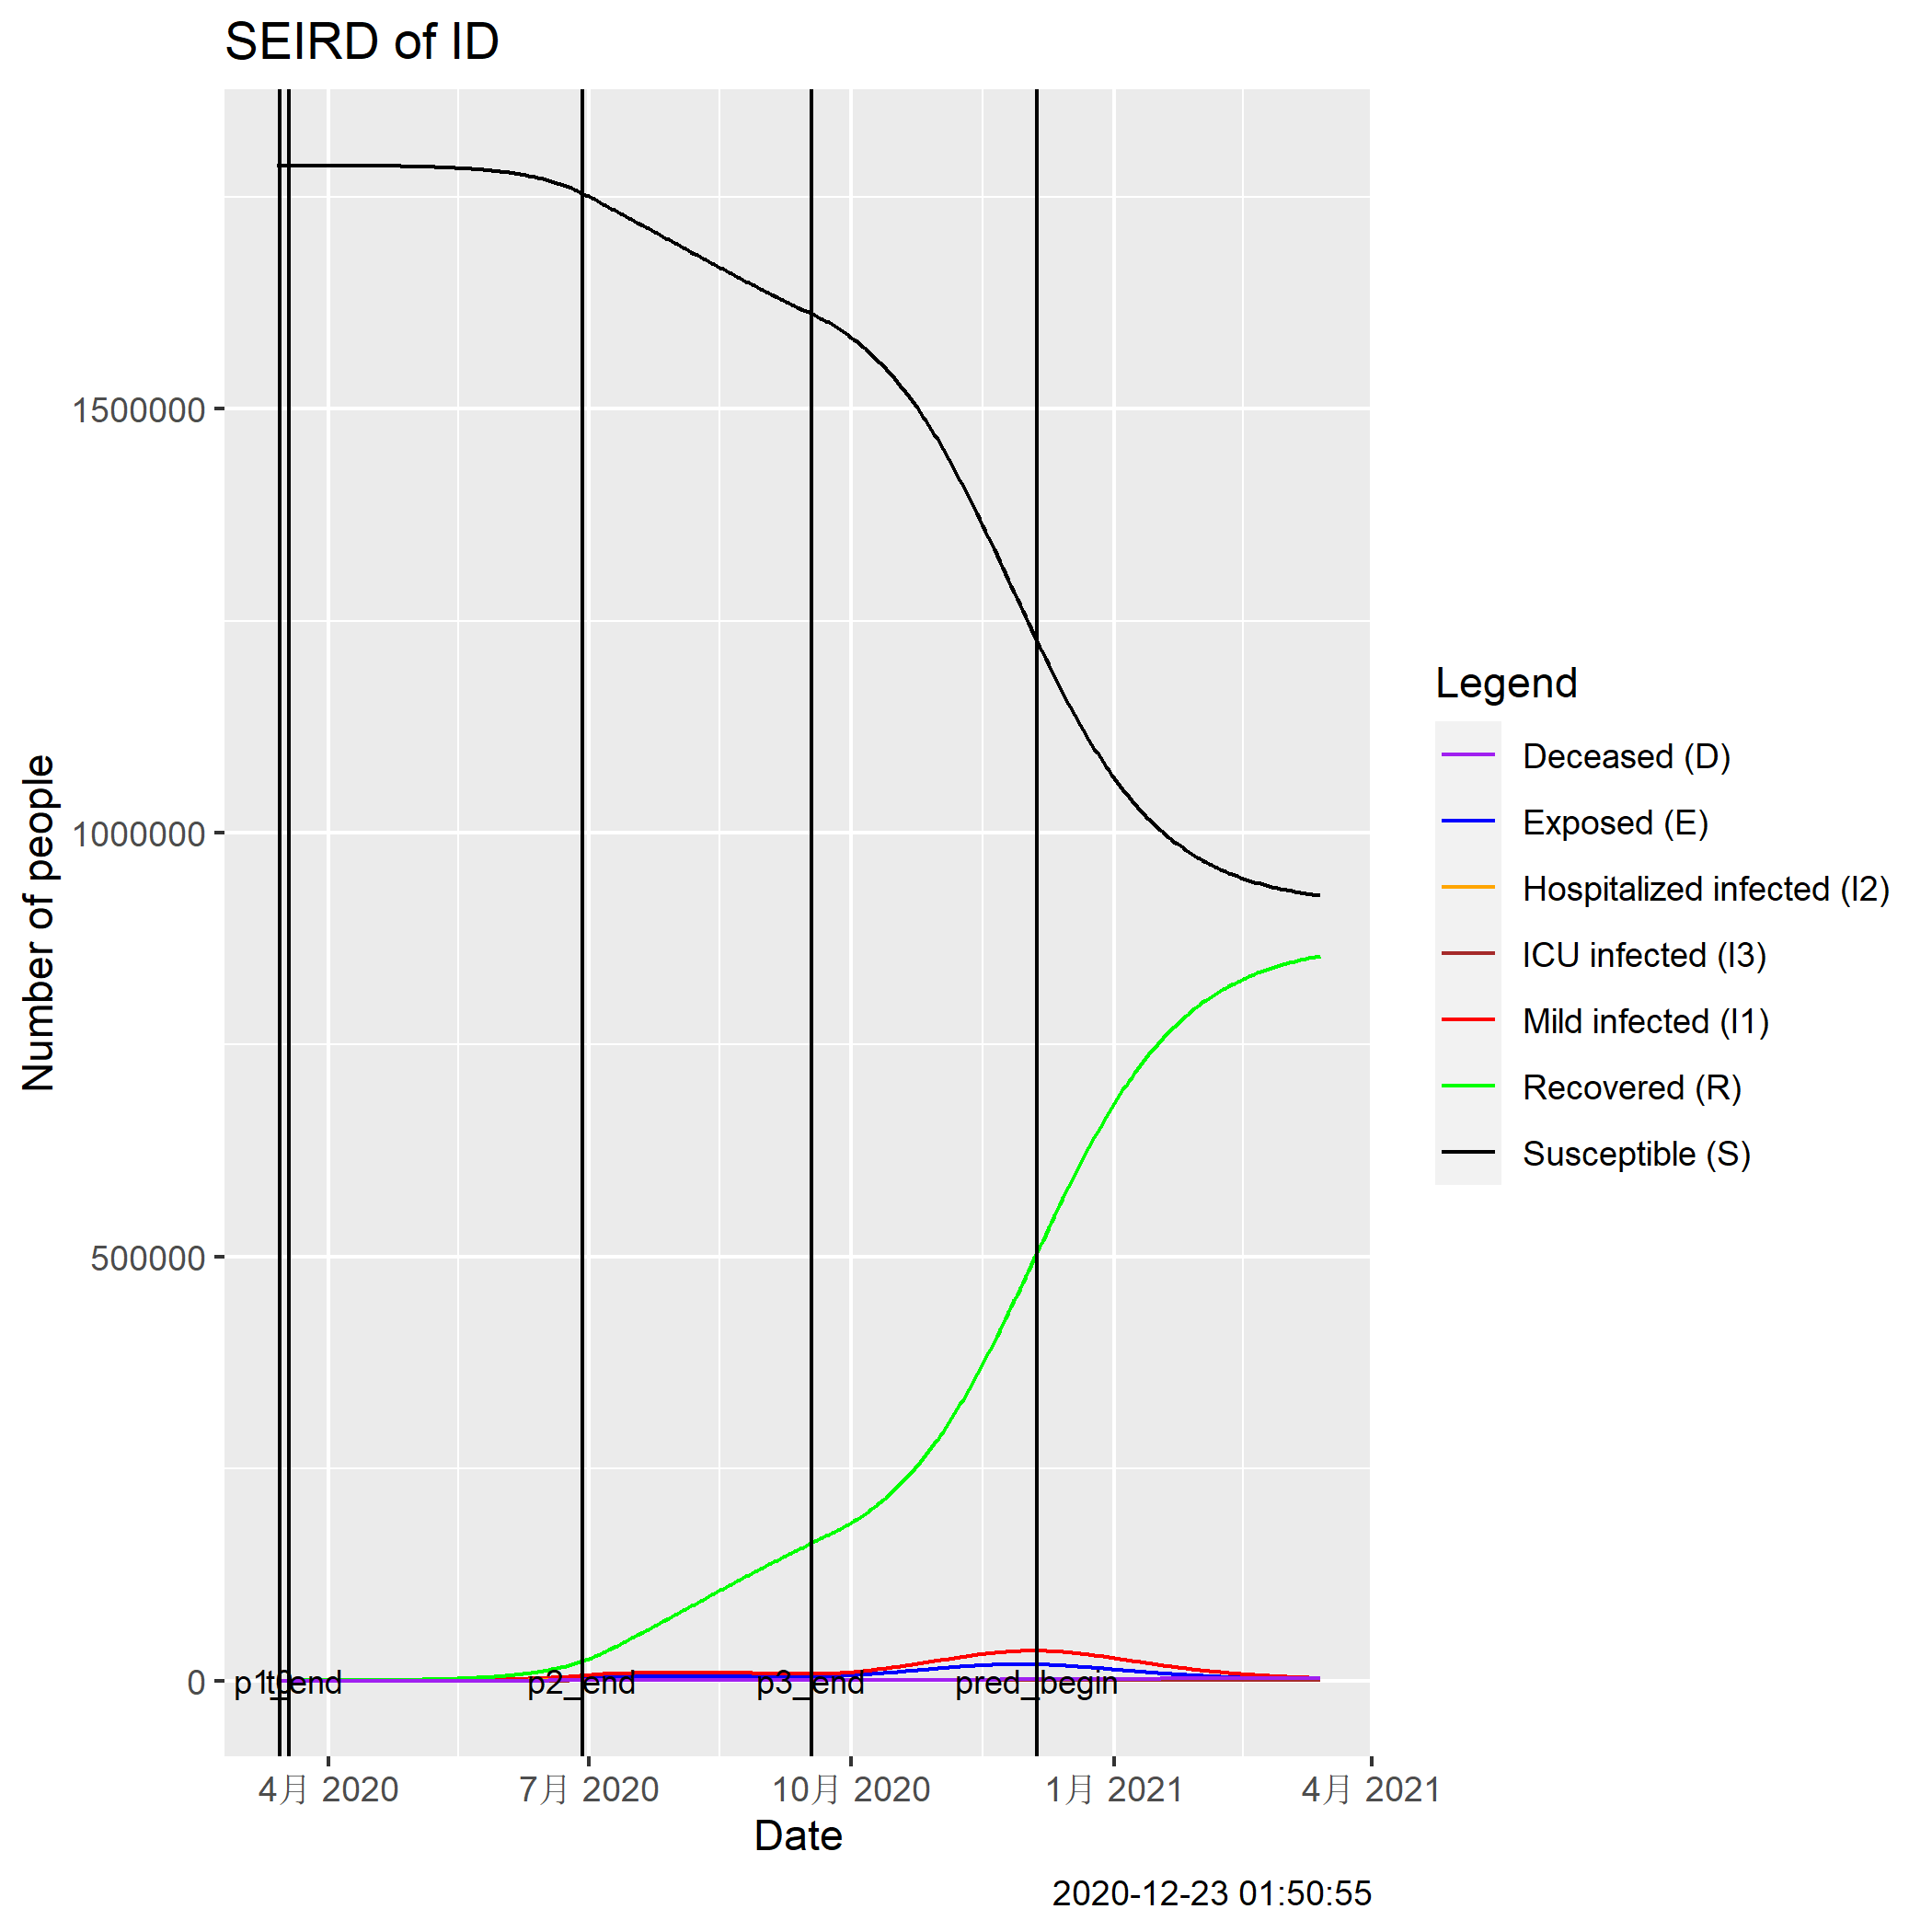 SEIRD of ID
Number of people
1500000
1000000
500000
0
p2_end
p3_end
pred_begin
4月 2020
7月 2020
10月 2020
1月 2021
4月 2021
Date
Legend
Deceased (D)
Exposed (E)
Hospitalized infected (I2)
ICU infected (I3)
Mild infected (I1)
Recovered (R)
Susceptible (S)
2020-12-23 01:50:55